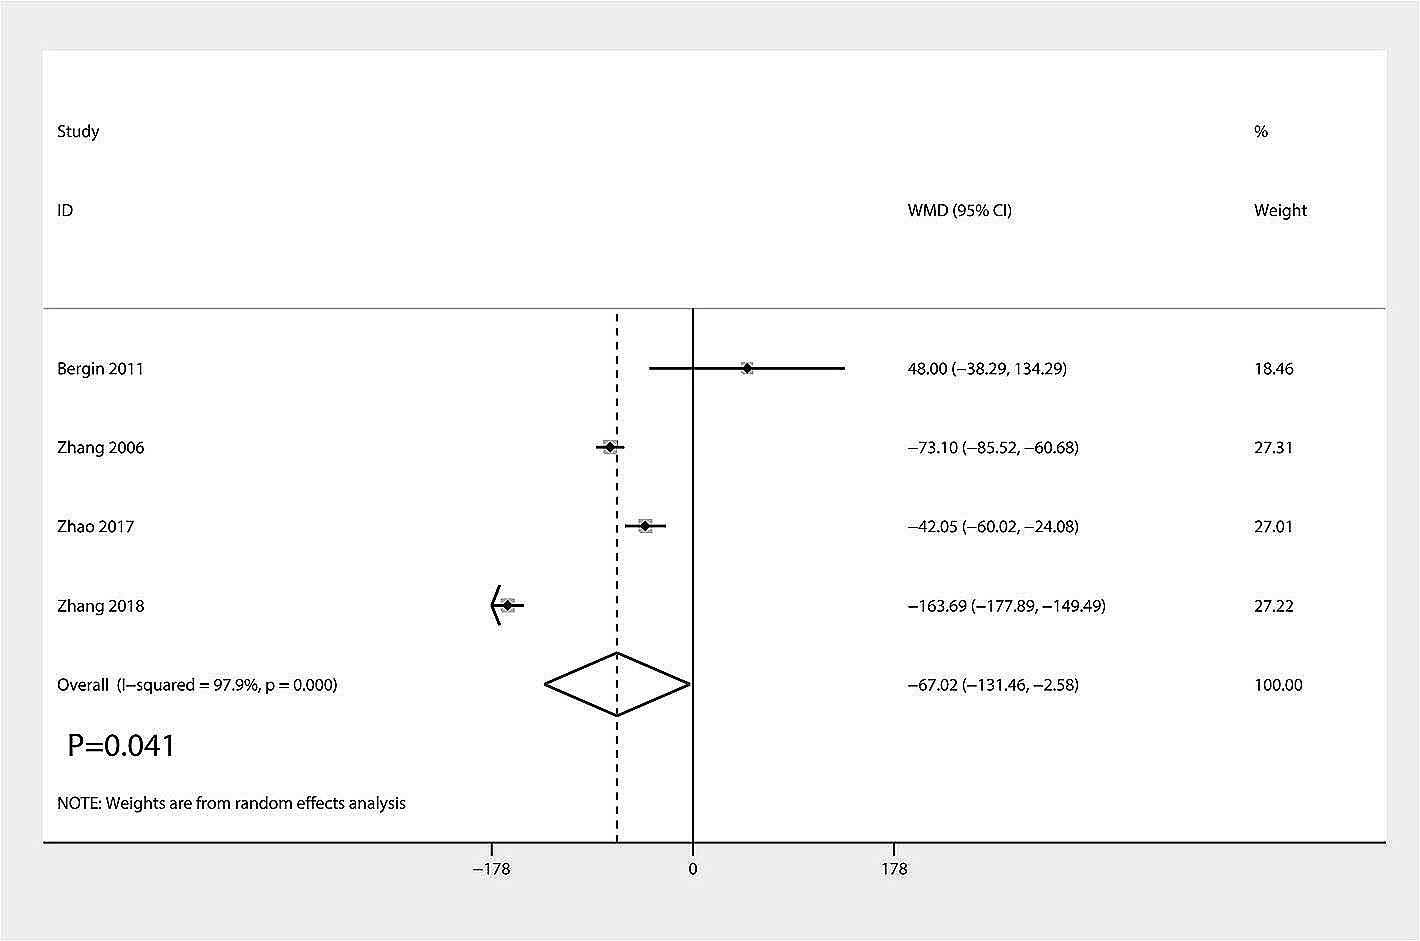 Study %
ID WMD (95% CI) Weight
Bergin 2011 48.00 (−38.29, 134.29) 18.46
Zhang 2006 −73.10 (−85.52, −60.68) 27.31
Zhao 2017 −42.05 (−60.02, −24.08) 27.01
Zhang 2018 −163.69 (−177.89, −149.49) 27.22
Overall (I−squared = 97.9%, p = 0.000) −67.02 (−131.46, −2.58) 100.00
P=0.041
NOTE: Weights are from random effects analysis
−178 0 178